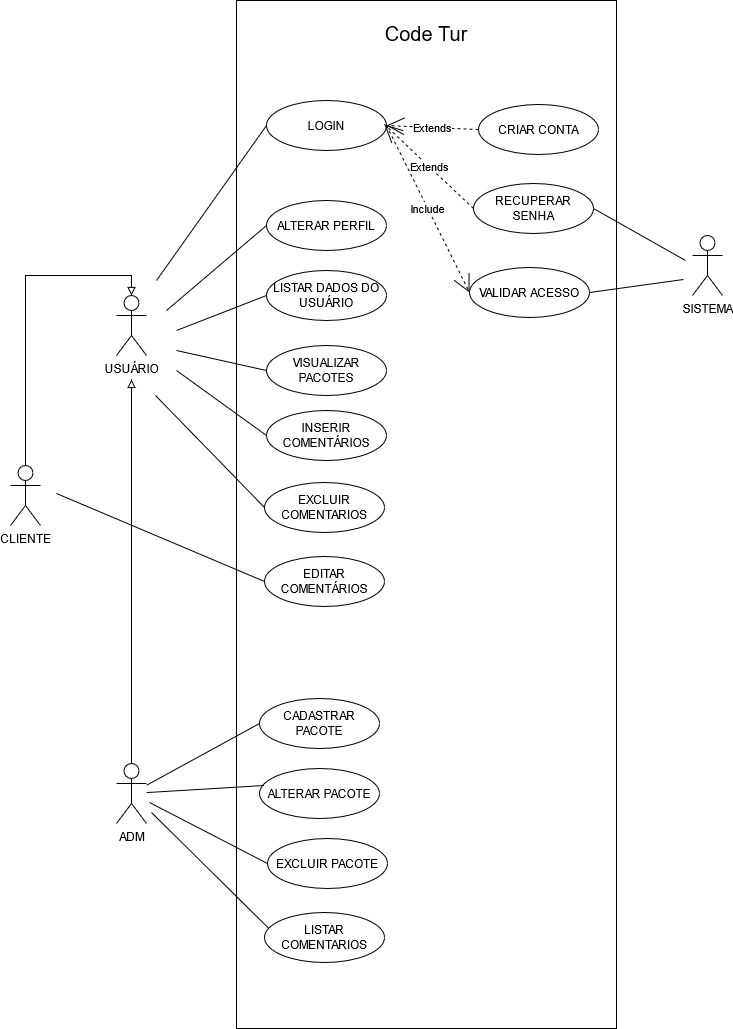 Code Tur
LOGIN
Extends
CRIAR CONTA
Extends
RECUPERAR
SENHA
Include
ALTERAR PERFIL
LISTAR DADOS DO
USUÁRIO
VALIDAR ACESSO
SISTEMA
USUÁRIO
VISUALIZAR
PACOTES
INSERIR
COMENTÁRIOS
EXCLUIR
COMENTARIOS
CLIENTE
EDITAR
COMENTÁRIOS
CADASTRAR
PACOTE
ALTERAR PACOTE
ADM
EXCLUIR PACOTE
LISTAR
COMENTARIOS